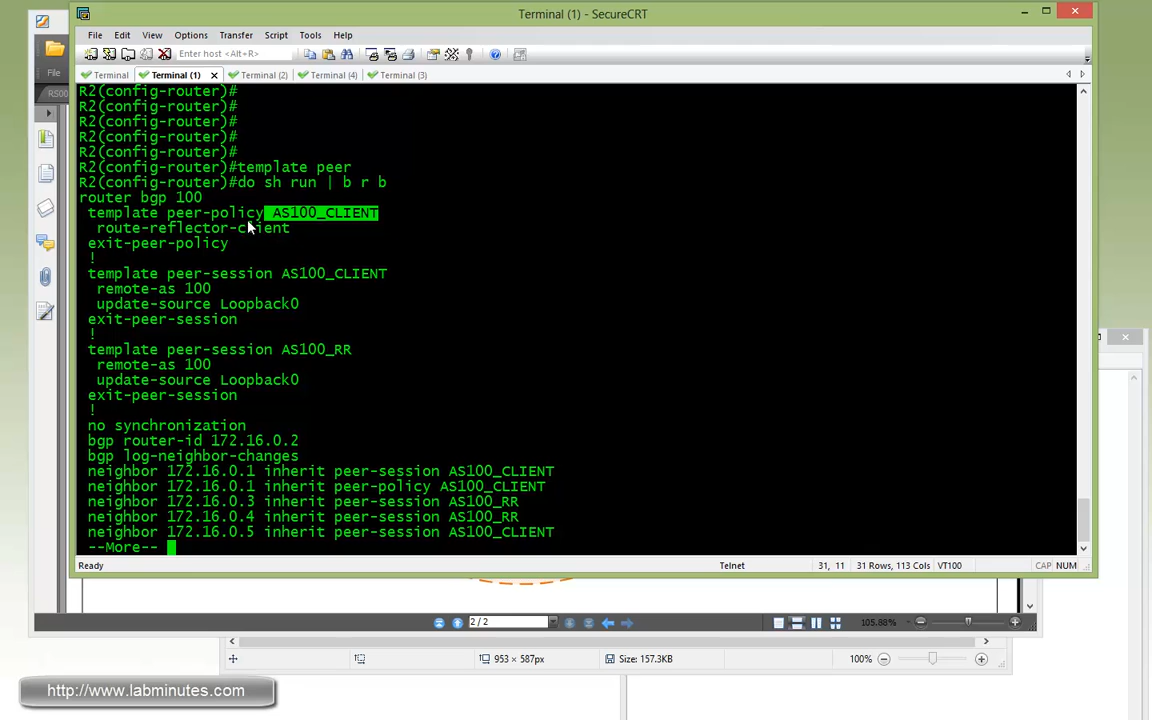 Terminal (1) - SecureCRT
File Edit View Options Transfer Script Tools Help
Enter host <Alt+R>
File
Terminal Terminal (1) Terminal (2) Terminal (4) Terminal (3)
R2(config-router)#
R2(config-router)#
R2(config-router)#
R2(config-router)#
R2(config-router)#
R2(config-router)#template peer
R2(config-router)#do sh run | b r b
router bgp 100
template peer-policy AS100_CLIENT
route-reflector-client
exit-peer-policy
!
template peer-session AS100_CLIENT
remote-as 100
update-source Loopback0
exit-peer-session
!
template peer-session AS100_RR
remote-as 100
update-source Loopback0
exit-peer-session
!
no synchronization
bgp router-id 172.16.0.2
bgp log-neighbor-changes
neighbor 172.16.0.1 inherit peer-session AS100_CLIENT
neighbor 172.16.0.1 inherit peer-policy AS100_CLIENT
neighbor 172.16.0.3 inherit peer-session AS100_RR
neighbor 172.16.0.4 inherit peer-session AS100_RR
neighbor 172.16.0.5 inherit peer-session AS100_CLIENT
--More--
Ready Telnet 31, 11 31 Rows, 113 Cols VT100 CAP NUM
2 / 2 105.88%
953 × 587px Size: 157.3KB 100%
http://www.labminutes.com